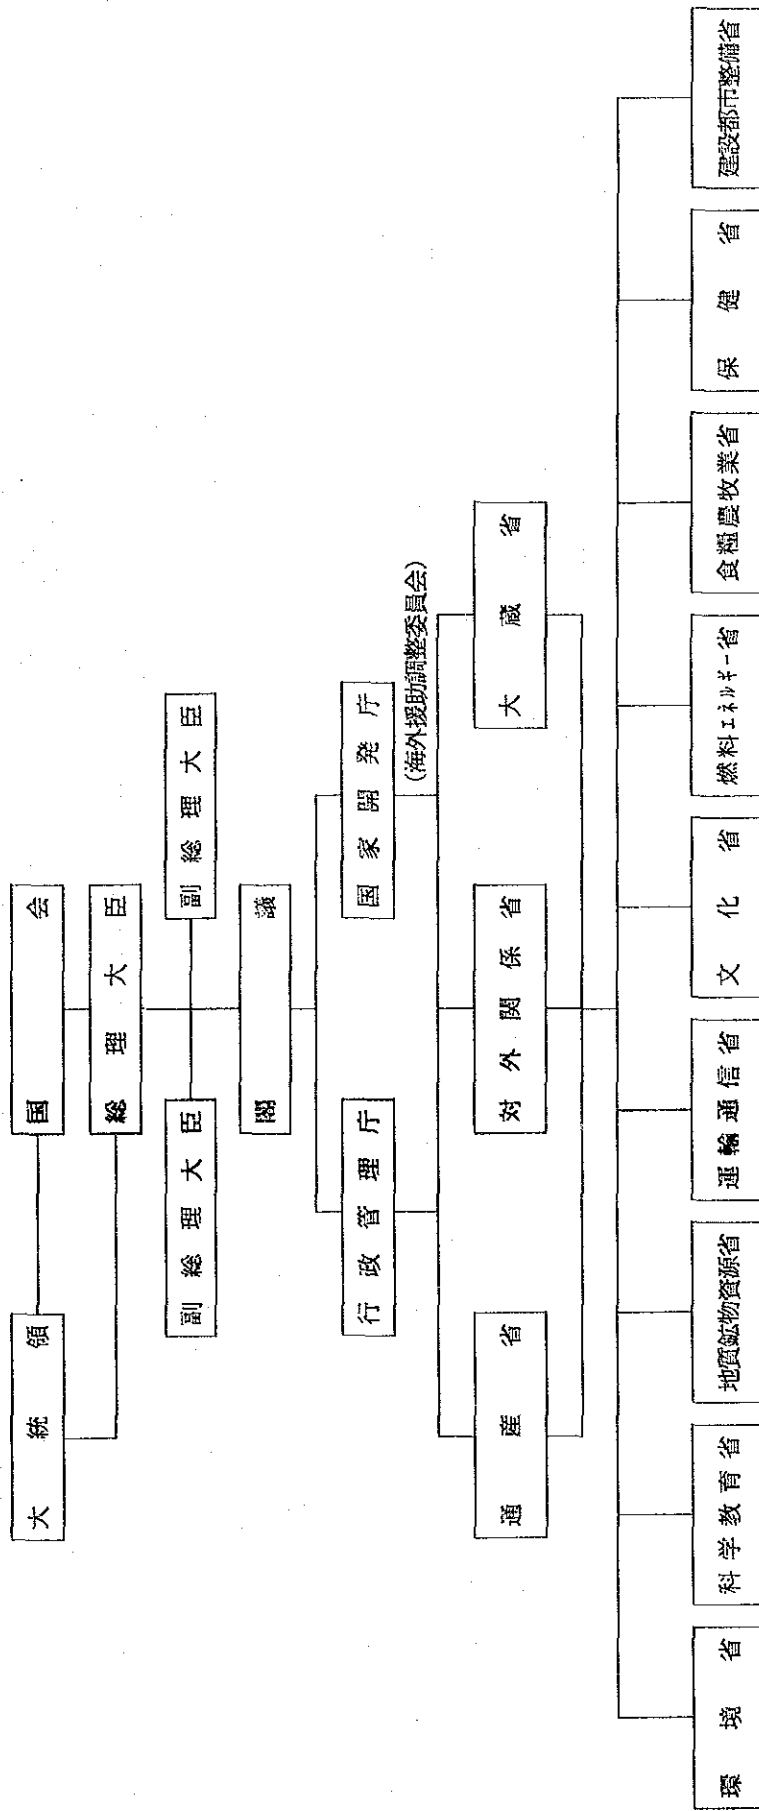 大統領
国会
総理大臣
副総理大臣
副総理大臣
閣議
行政管理庁
国家開発庁
(海外援助調整委員会)
通産省
対外関係省
大蔵省
環境省
科学教育省
地質鉱物資源省
運輸通信省
文化省
燃料エネルギー省
食糧農牧業省
保健省
建設都市整備省